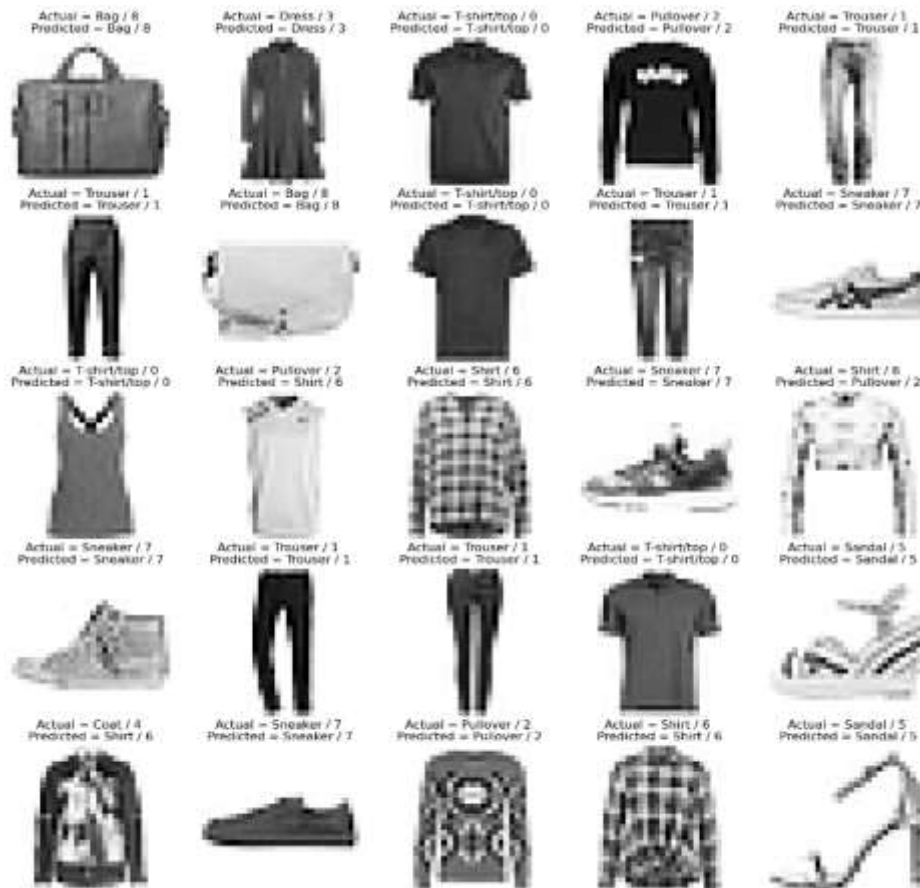 Actual = Bag / 8
Predicted = Bag / 8
Actual = Dress / 3
Predicted = Dress / 3
Actual = T-shirt/top / 0
Predicted = T-shirt/top / 0
Actual = Pullover / 2
Predicted = Pullover / 2
Actual = Trouser / 1
Predicted = Trouser / 1
Actual = Trouser / 1
Predicted = Trouser / 1
Actual = Bag / 8
Predicted = Bag / 8
Actual = T-shirt/top / 0
Predicted = T-shirt/top / 0
Actual = Trouser / 1
Predicted = Trouser / 1
Actual = Sneaker / 7
Predicted = Sneaker / 7
Actual = T-shirt/top / 0
Predicted = T-shirt/top / 0
Actual = Pullover / 2
Predicted = Shirt / 6
Actual = Shirt / 6
Predicted = Shirt / 6
Actual = Sneaker / 7
Predicted = Sneaker / 7
Actual = Shirt / 6
Predicted = Pullover / 2
Actual = Sneaker / 7
Predicted = Sneaker / 7
Actual = Trouser / 1
Predicted = Trouser / 1
Actual = Trouser / 1
Predicted = Trouser / 1
Actual = T-shirt/top / 0
Predicted = T-shirt/top / 0
Actual = Sandal / 5
Predicted = Sandal / 5
Actual = Coat / 4
Predicted = Shirt / 6
Actual = Sneaker / 7
Predicted = Sneaker / 7
Actual = Pullover / 2
Predicted = Pullover / 2
Actual = Shirt / 6
Predicted = Shirt / 6
Actual = Sandal / 5
Predicted = Sandal / 5